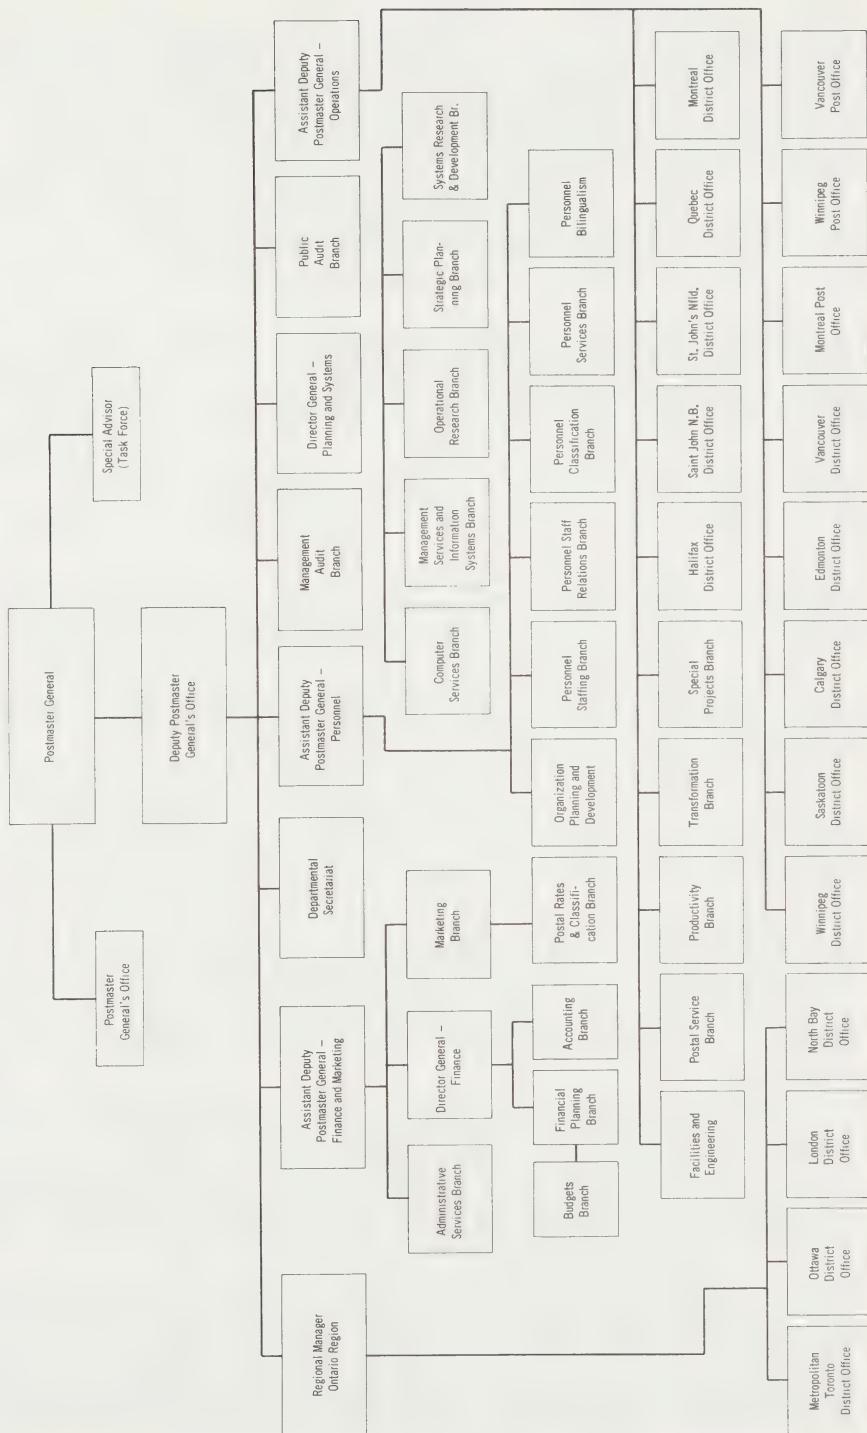 Postmaster General
Postmaster
General's Office
Special Advisor
(Task Force)
Deputy Postmaster
General's Office
Regional Manager
Ontario Region
Assistant Deputy
Postmaster General –
Finance and Marketing
Departmental
Secretariat
Assistant Deputy
Postmaster General –
Personnel
Management
Audit
Branch
Director General –
Planning and Systems
Public
Audit
Branch
Assistant Deputy
Postmaster General –
Operations
Administrative
Services Branch
Director General –
Finance
Marketing
Branch
Computer
Services Branch
Management
Services and
Information
Systems Branch
Operational
Research Branch
Strategic Plan-
ning Branch
Systems Research
& Development Br.
Budgets
Branch
Financial
Planning
Branch
Accounting
Branch
Postal Rates
& Classifi-
cation Branch
Organization
Planning and
Development
Personnel
Staffing Branch
Personnel Staff
Relations Branch
Personnel
Classification
Branch
Personnel
Services Branch
Personnel
Bilingualism
Facilities and
Engineering
Postal Service
Branch
Productivity
Branch
Transformation
Branch
Special
Projects Branch
Halifax
District Office
Saint John N.B.
District Office
St. John's Nfld.
District Office
Quebec
District Office
Montreal
District Office
Metropolitan
Toronto
District Office
Ottawa
District
Office
London
District
Office
North Bay
District
Office
Winnipeg
District Office
Saskatoon
District Office
Calgary
District Office
Edmonton
District Office
Vancouver
District Office
Montreal Post
Office
Winnipeg
Post Office
Vancouver
Post Office